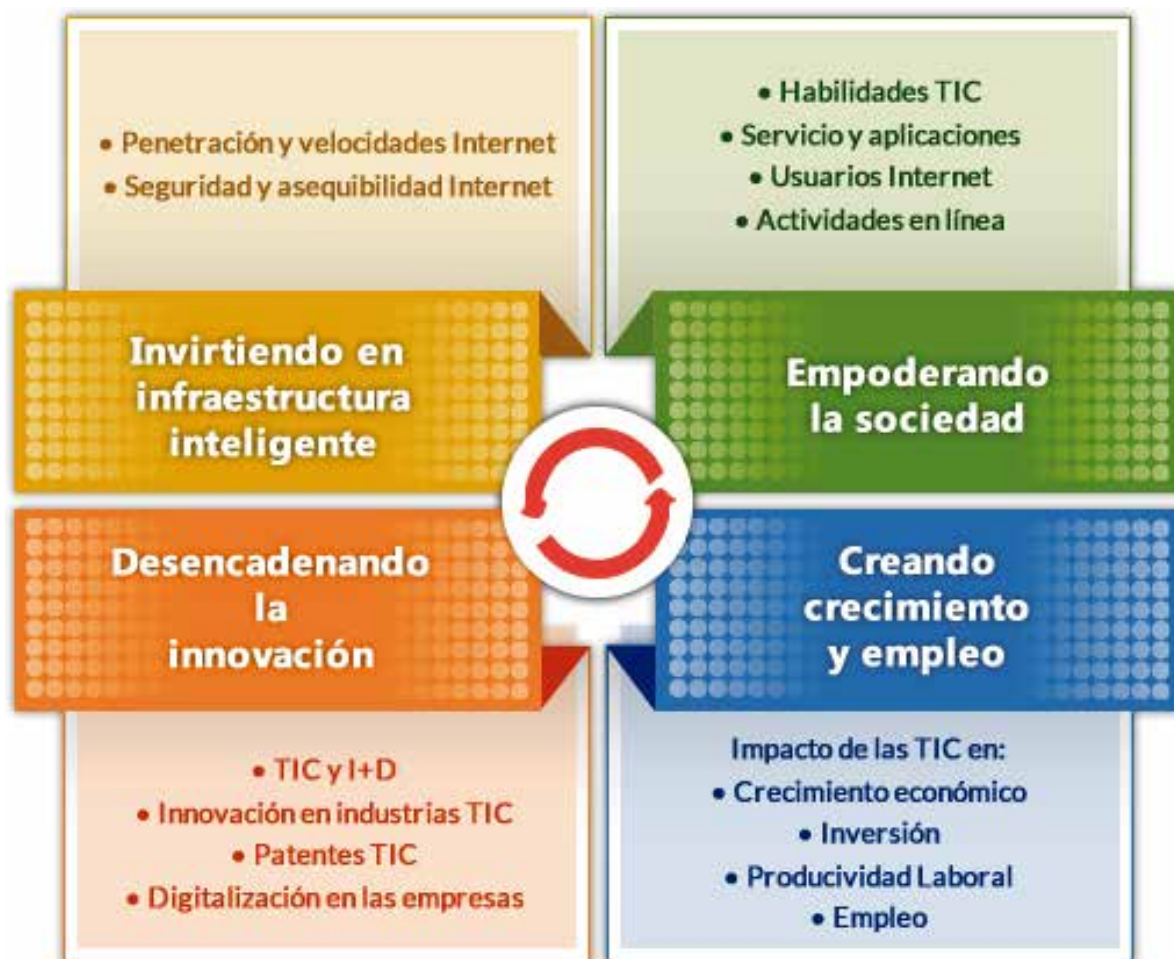 • Penetración y velocidades Internet
• Seguridad y asequibilidad Internet
Invirtiendo en
infraestructura
inteligente
• Habilidades TIC
• Servicio y aplicaciones
• Usuarios Internet
• Actividades en línea
Empoderando
la sociedad
Desencadenando
la
innovación
• TIC y I+D
• Innovación en industrias TIC
• Patentes TIC
• Digitalización en las empresas
Creando
crecimiento
y empleo
Impacto de las TIC en:
• Crecimiento económico
• Inversión
• Producividad Laboral
• Empleo